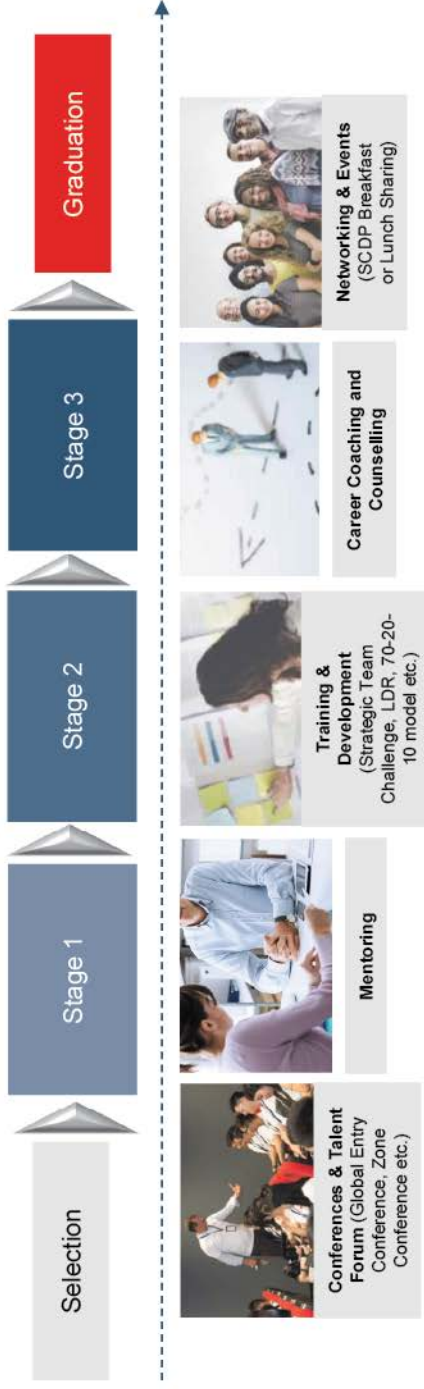 Selection
Stage 1
Stage 2
Stage 3
Graduation
Conferences & Talent
Forum (Global Entry
Conference, Zone
Conference etc.)
Mentoring
Training &
Development
(Strategic Team
Challenge, LDR, 70-20-
10 model etc.)
Career Coaching and
Counselling
Networking & Events
(SCDP Breakfast
or Lunch Sharing)